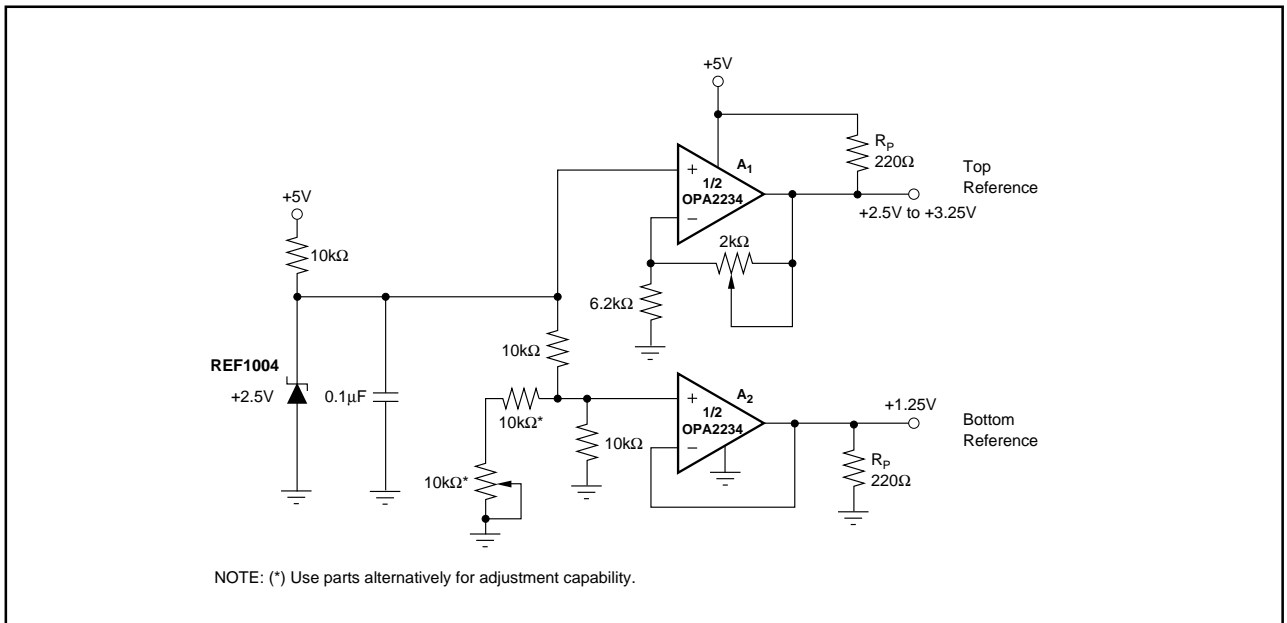 +5V
R_P
220Ω
A₁
+
1/2
OPA2234
–
Top
Reference
+2.5V to +3.25V
+5V
10kΩ
2kΩ
6.2kΩ
10kΩ
REF1004
+2.5V
0.1µF
10kΩ*
10kΩ
10kΩ*
A₂
+
1/2
OPA2234
–
+1.25V
Bottom
Reference
R_P
220Ω
NOTE: (*) Use parts alternatively for adjustment capability.